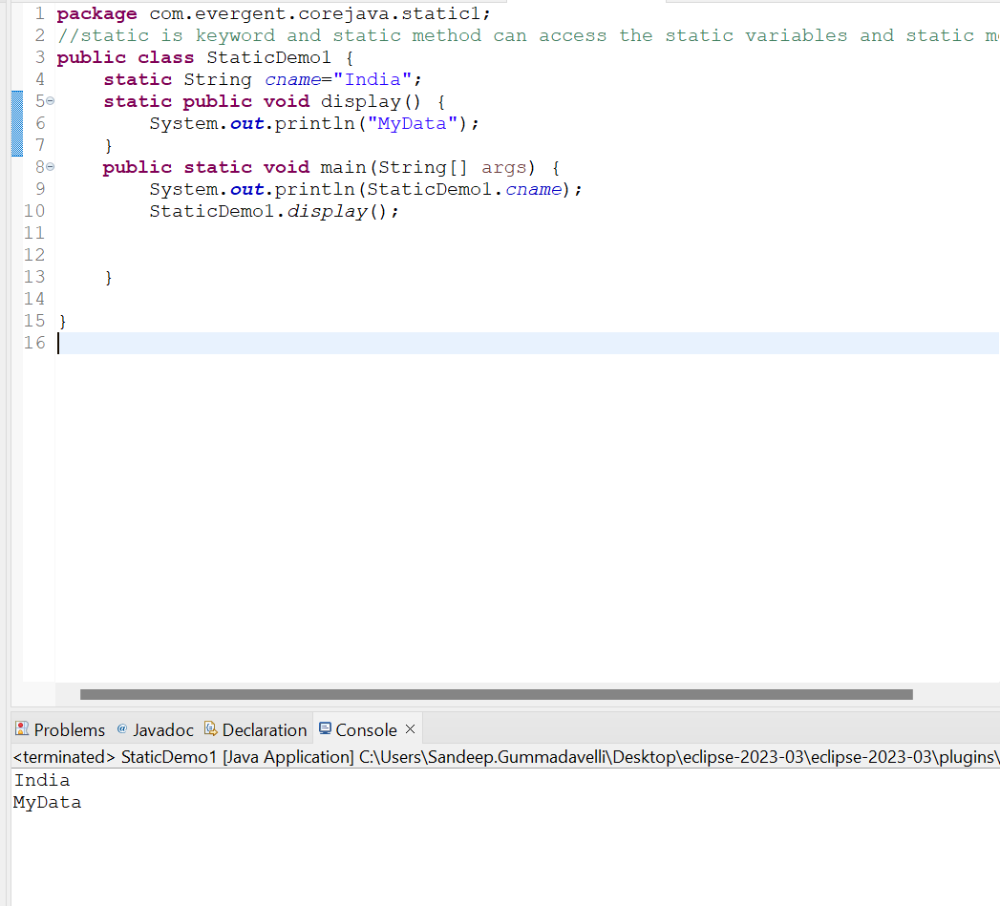 1 package com.evergent.corejava.static1;
2 //static is keyword and static method can access the static variables and static
3 public class StaticDemo1 {
4 static String cname="India";
5 static public void display() {
6 System.out.println("MyData");
7 }
8 public static void main(String[] args) {
9 System.out.println(StaticDemo1.cname);
10 StaticDemo1.display();
11
12
13 }
14
15 }
16
Problems @ Javadoc Declaration Console ×
<terminated> StaticDemo1 [Java Application] C:\Users\Sandeep.Gummadavelli\Desktop\eclipse-2023-03\eclipse-2023-03\plugins\
India
MyData